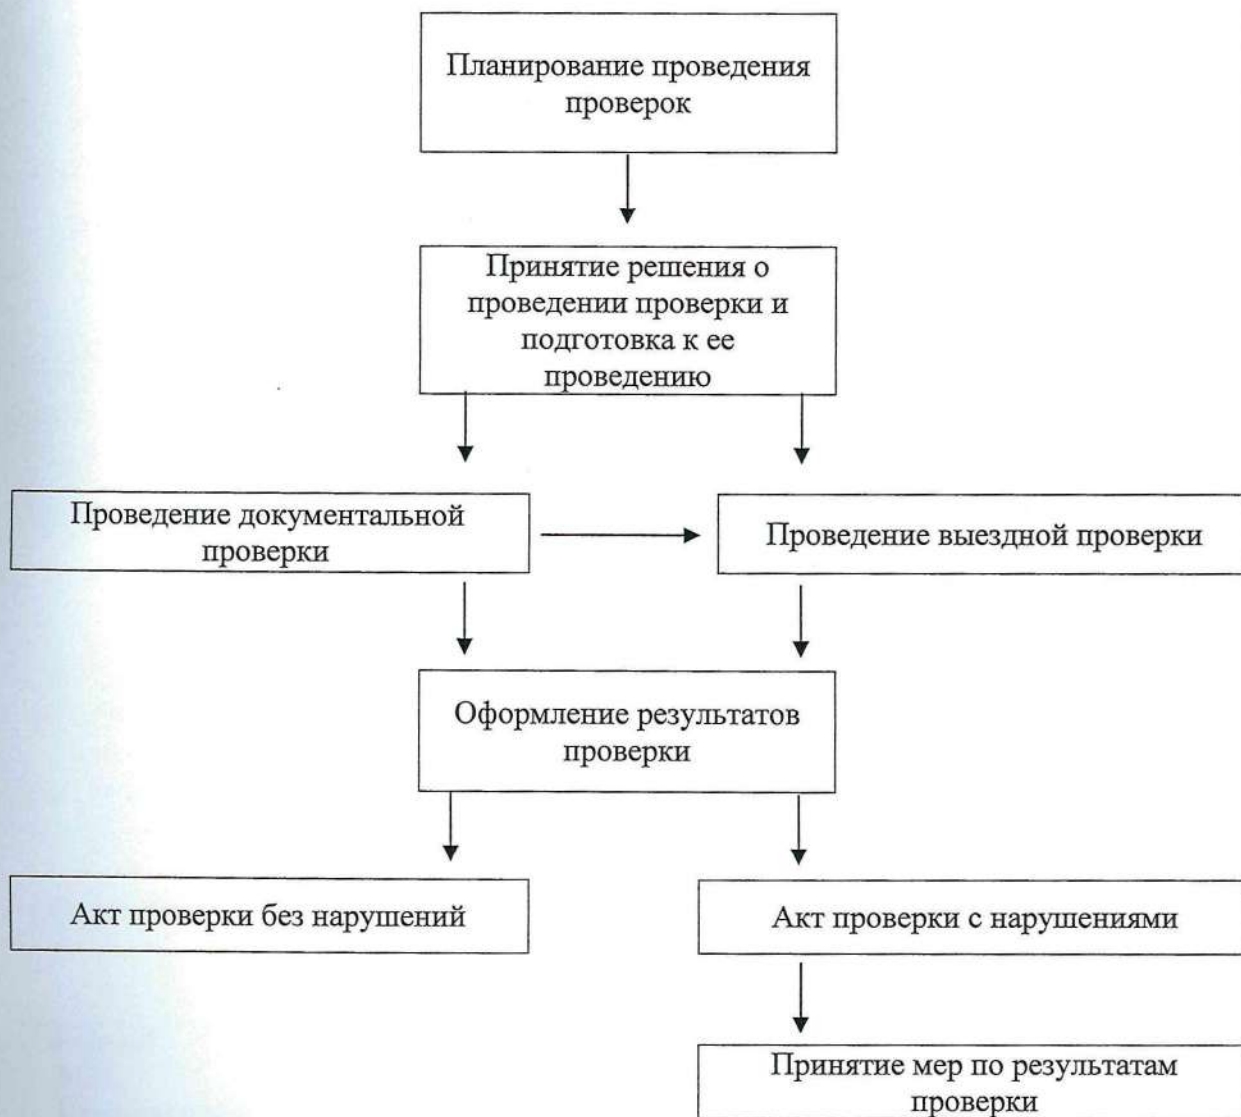 Планирование проведения
проверок
Принятие решения о
проведении проверки и
подготовка к ее
проведению
Проведение документальной
проверки
Проведение выездной проверки
Оформление результатов
проверки
Акт проверки без нарушений
Акт проверки с нарушениями
Принятие мер по результатам
проверки